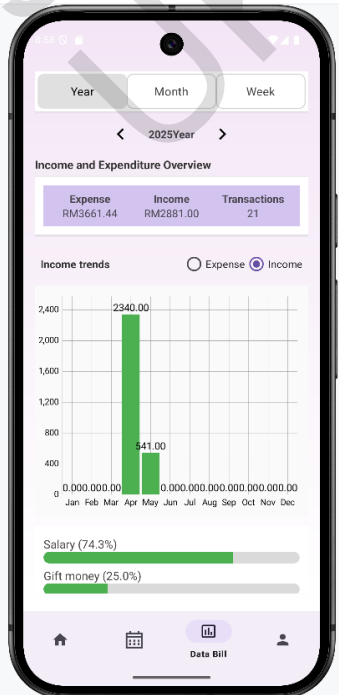 Year Month Week
2025Year
Income and Expenditure Overview
Expense Income Transactions
RM3661.44 RM2881.00 21
Income trends Expense Income
2,400
2340.00
2,000
1,600
1,200
800
541.00
400
0
0.000.000.00 0.000.000.000.000.000.000.00
Jan Feb Mar Apr May Jun Jul Aug Sep Oct Nov Dec
Salary (74.3%)
Gift money (25.0%)
Data Bill